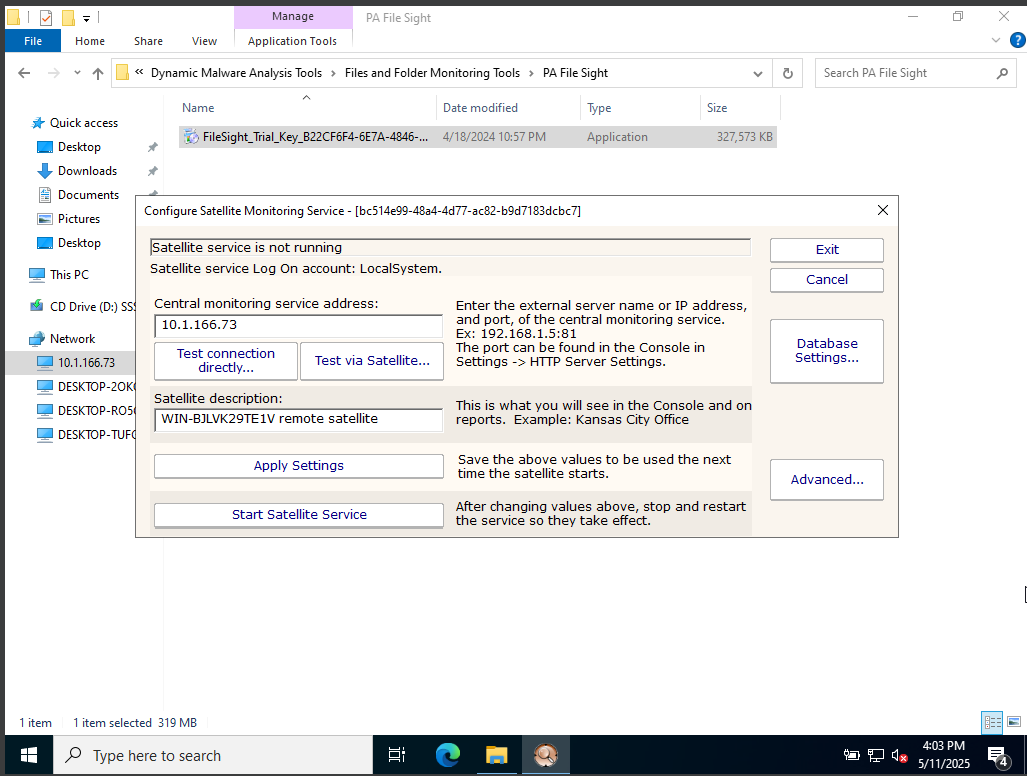 Manage
PA File Sight
File
Home
Share
View
Application Tools
« Dynamic Malware Analysis Tools › Files and Folder Monitoring Tools › PA File Sight
Search PA File Sight
Name
Date modified
Type
Size
FileSight_Trial_Key_B22CF6F4-6E7A-4846-...
4/18/2024 10:57 PM
Application
327,573 KB
Quick access
Desktop
Downloads
Documents
Pictures
Desktop
This PC
CD Drive (D:) SSS
Network
10.1.166.73
DESKTOP-2OKC
DESKTOP-RO5C
DESKTOP-TUFC
Configure Satellite Monitoring Service - [bc514e99-48a4-4d77-ac82-b9d7183dcbc7]
Satellite service is not running
Satellite service Log On account: LocalSystem.
Central monitoring service address:
10.1.166.73
Test connection
directly...
Test via Satellite...
Enter the external server name or IP address,
and port, of the central monitoring service.
Ex: 192.168.1.5:81
The port can be found in the Console in
Settings -> HTTP Server Settings.
Satellite description:
WIN-BJLVK29TE1V remote satellite
This is what you will see in the Console and on
reports. Example: Kansas City Office
Apply Settings
Save the above values to be used the next
time the satellite starts.
Start Satellite Service
After changing values above, stop and restart
the service so they take effect.
Exit
Cancel
Database
Settings...
Advanced...
1 item
1 item selected 319 MB
Type here to search
4:03 PM
5/11/2025
4